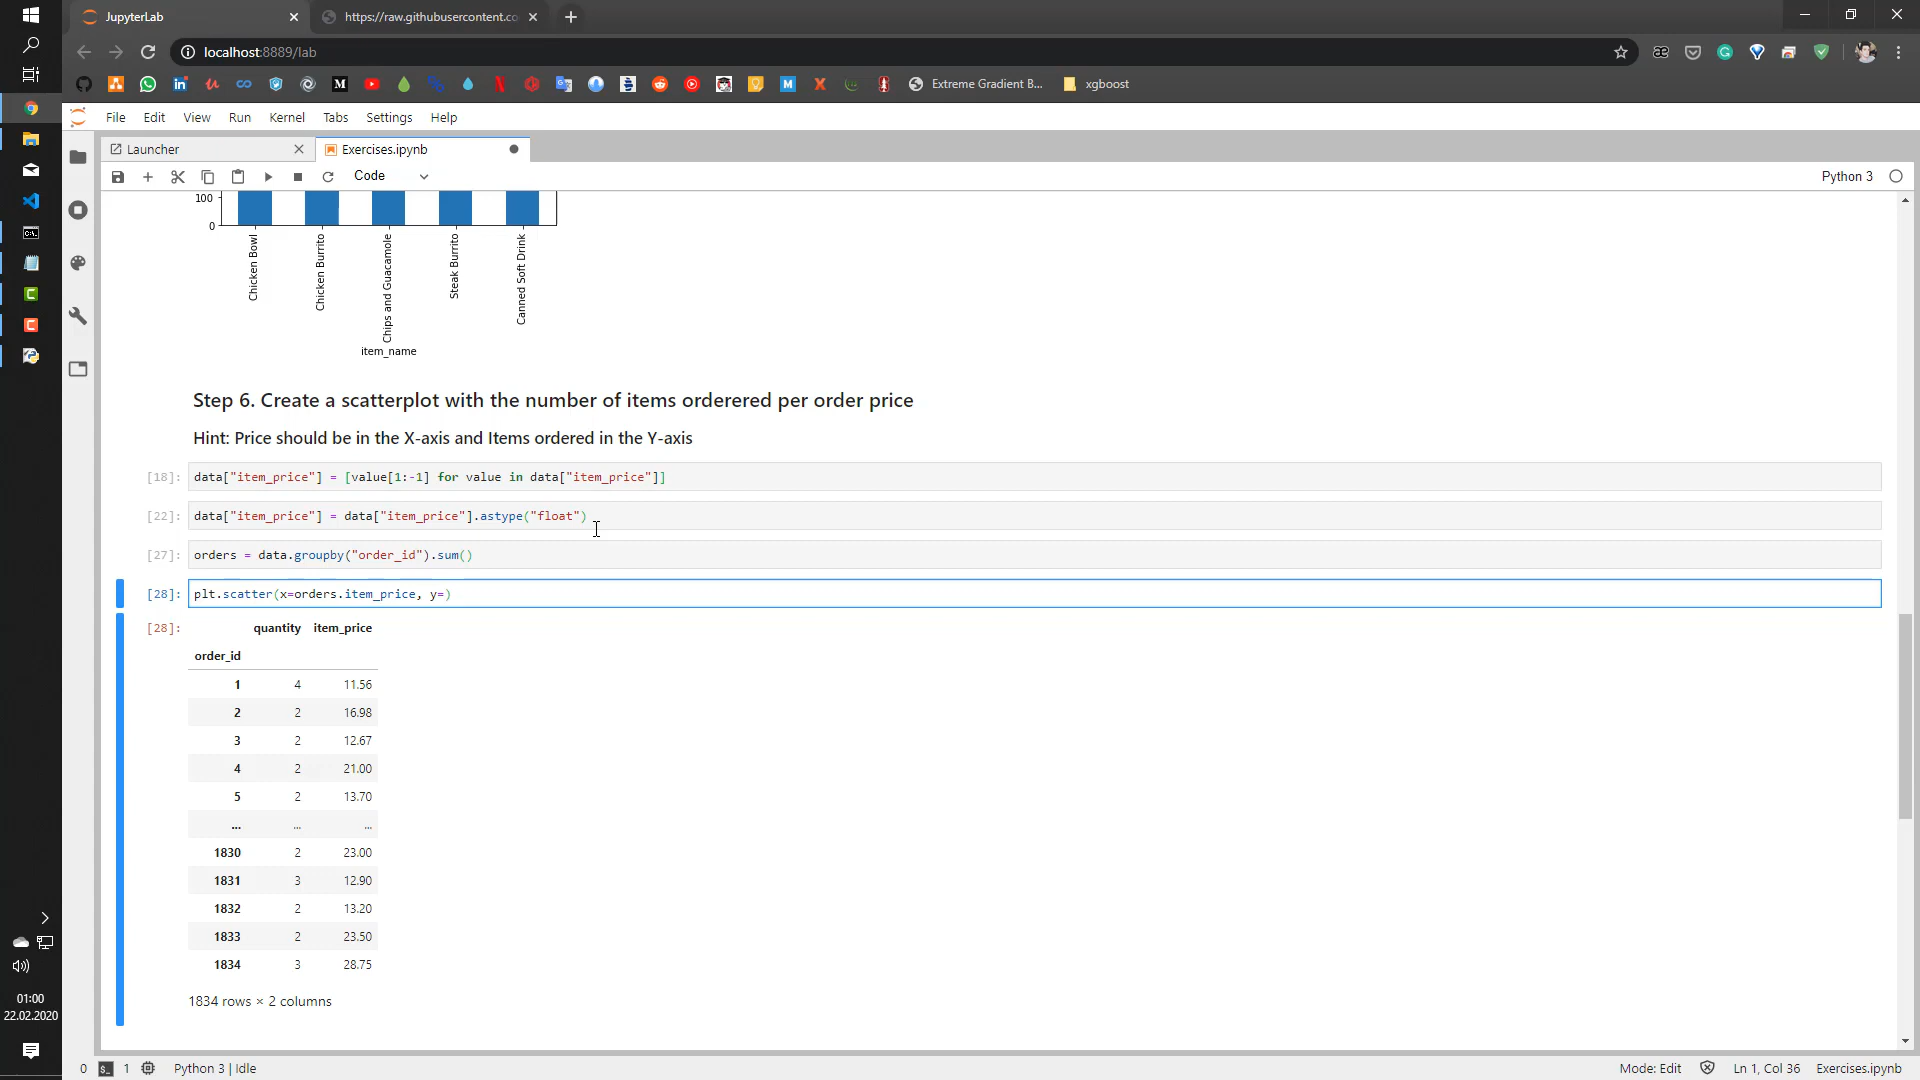 JupyterLab
https://raw.githubusercontent.co
localhost:8889/lab
Extreme Gradient B...
xgboost
File Edit View Run Kernel Tabs Settings Help
Launcher
Exercises.ipynb
Code
Python 3
100
0
Chicken Bowl
Chicken Burrito
Chips and Guacamole
Steak Burrito
Canned Soft Drink
item_name
Step 6. Create a scatterplot with the number of items orderered per order price
Hint: Price should be in the X-axis and Items ordered in the Y-axis
[18]: data["item_price"] = [value[1:-1] for value in data["item_price"]]
[22]: data["item_price"] = data["item_price"].astype("float")
[27]: orders = data.groupby("order_id").sum()
[28]: plt.scatter(x=orders.item_price, y=)
[28]: quantity item_price
order_id
1 4 11.56
2 2 16.98
3 2 12.67
4 2 21.00
5 2 13.70
... ... ...
1830 2 23.00
1831 3 12.90
1832 2 13.20
1833 2 23.50
1834 3 28.75
1834 rows × 2 columns
01:00
22.02.2020
0 1 Python 3 | Idle
Mode: Edit Ln 1, Col 36 Exercises.ipynb